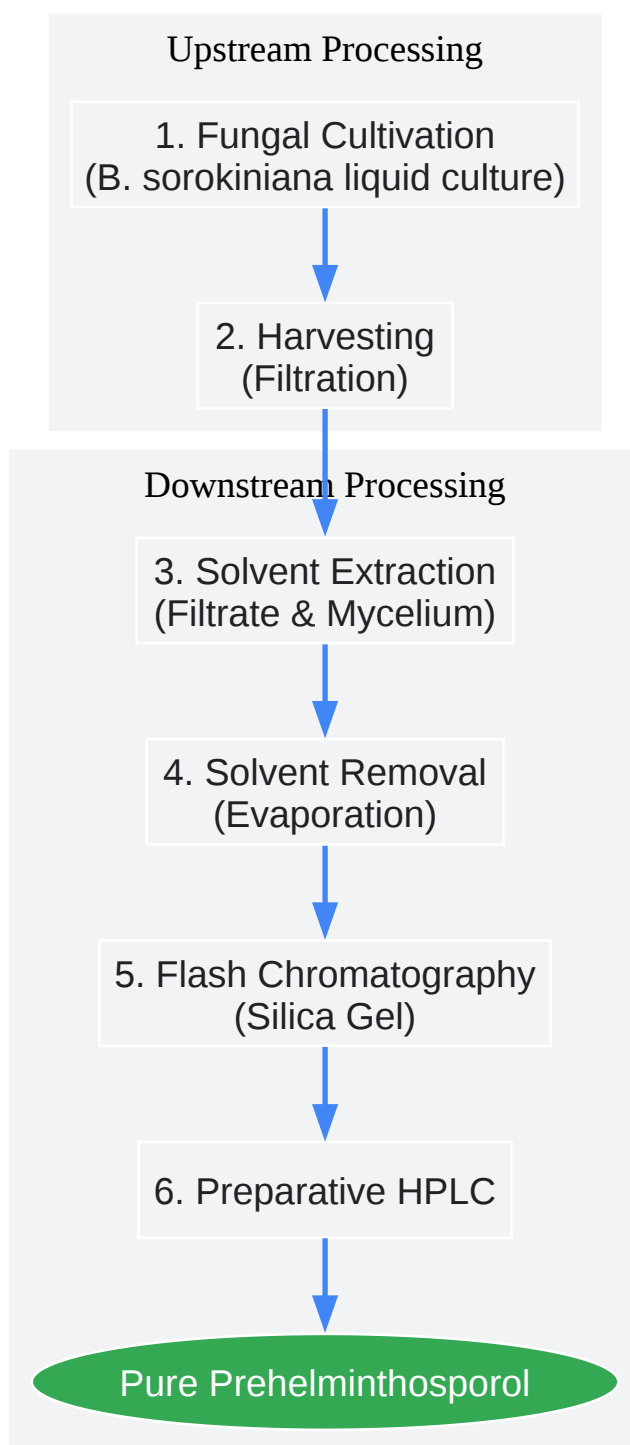 Upstream Processing
1. Fungal Cultivation
(B. sorokiniana liquid culture)
2. Harvesting
(Filtration)
Downstream Processing
3. Solvent Extraction
(Filtrate & Mycelium)
4. Solvent Removal
(Evaporation)
5. Flash Chromatography
(Silica Gel)
6. Preparative HPLC
Pure Prehelminthosporol